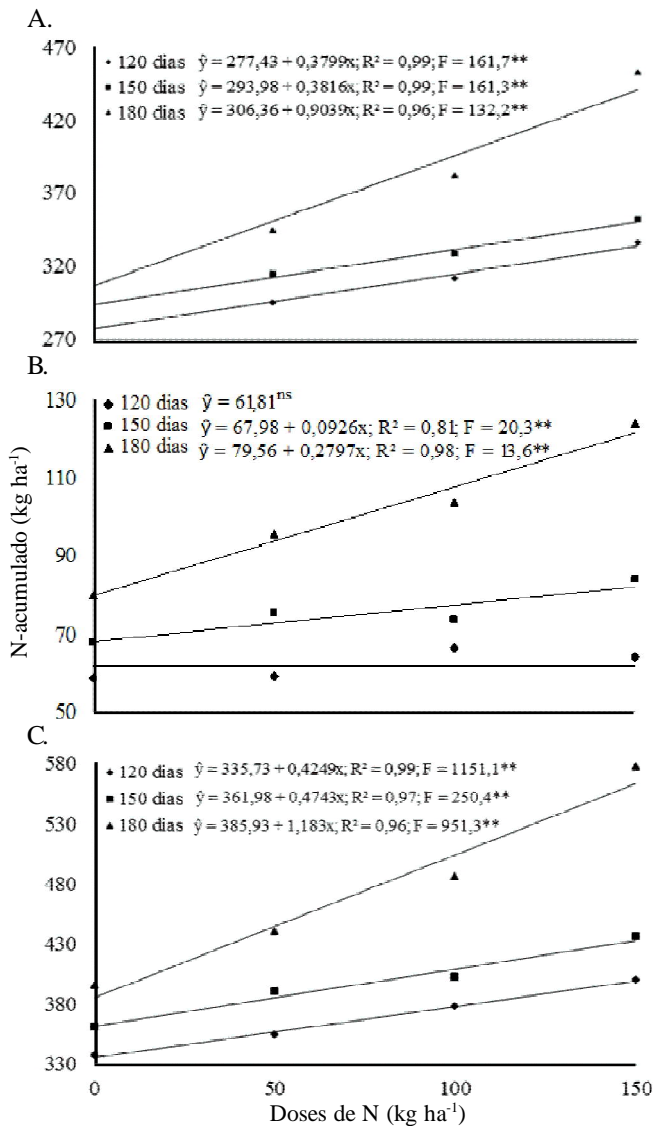 A.
470
• 120 dias ŷ = 277,43 + 0,3799x; R² = 0,99; F = 161,7**
■ 150 dias ŷ = 293,98 + 0,3816x; R² = 0,99; F = 161,3**
▲ 180 dias ŷ = 306,36 + 0,9039x; R² = 0,96; F = 132,2**
420
370
320
270
B.
130
◆ 120 dias ŷ = 61,81ns
■ 150 dias ŷ = 67,98 + 0,0926x; R² = 0,81; F = 20,3**
▲ 180 dias ŷ = 79,56 + 0,2797x; R² = 0,98; F = 13,6**
110
90
70
50
N-acumulado (kg ha-1)
C.
580
◆ 120 dias ŷ = 335,73 + 0,4249x; R² = 0,99; F = 1151,1**
■ 150 dias ŷ = 361,98 + 0,4743x; R² = 0,97; F = 250,4**
▲ 180 dias ŷ = 385,93 + 1,183x; R² = 0,96; F = 951,3**
530
480
430
380
330
0 50 100 150
Doses de N (kg ha-1)